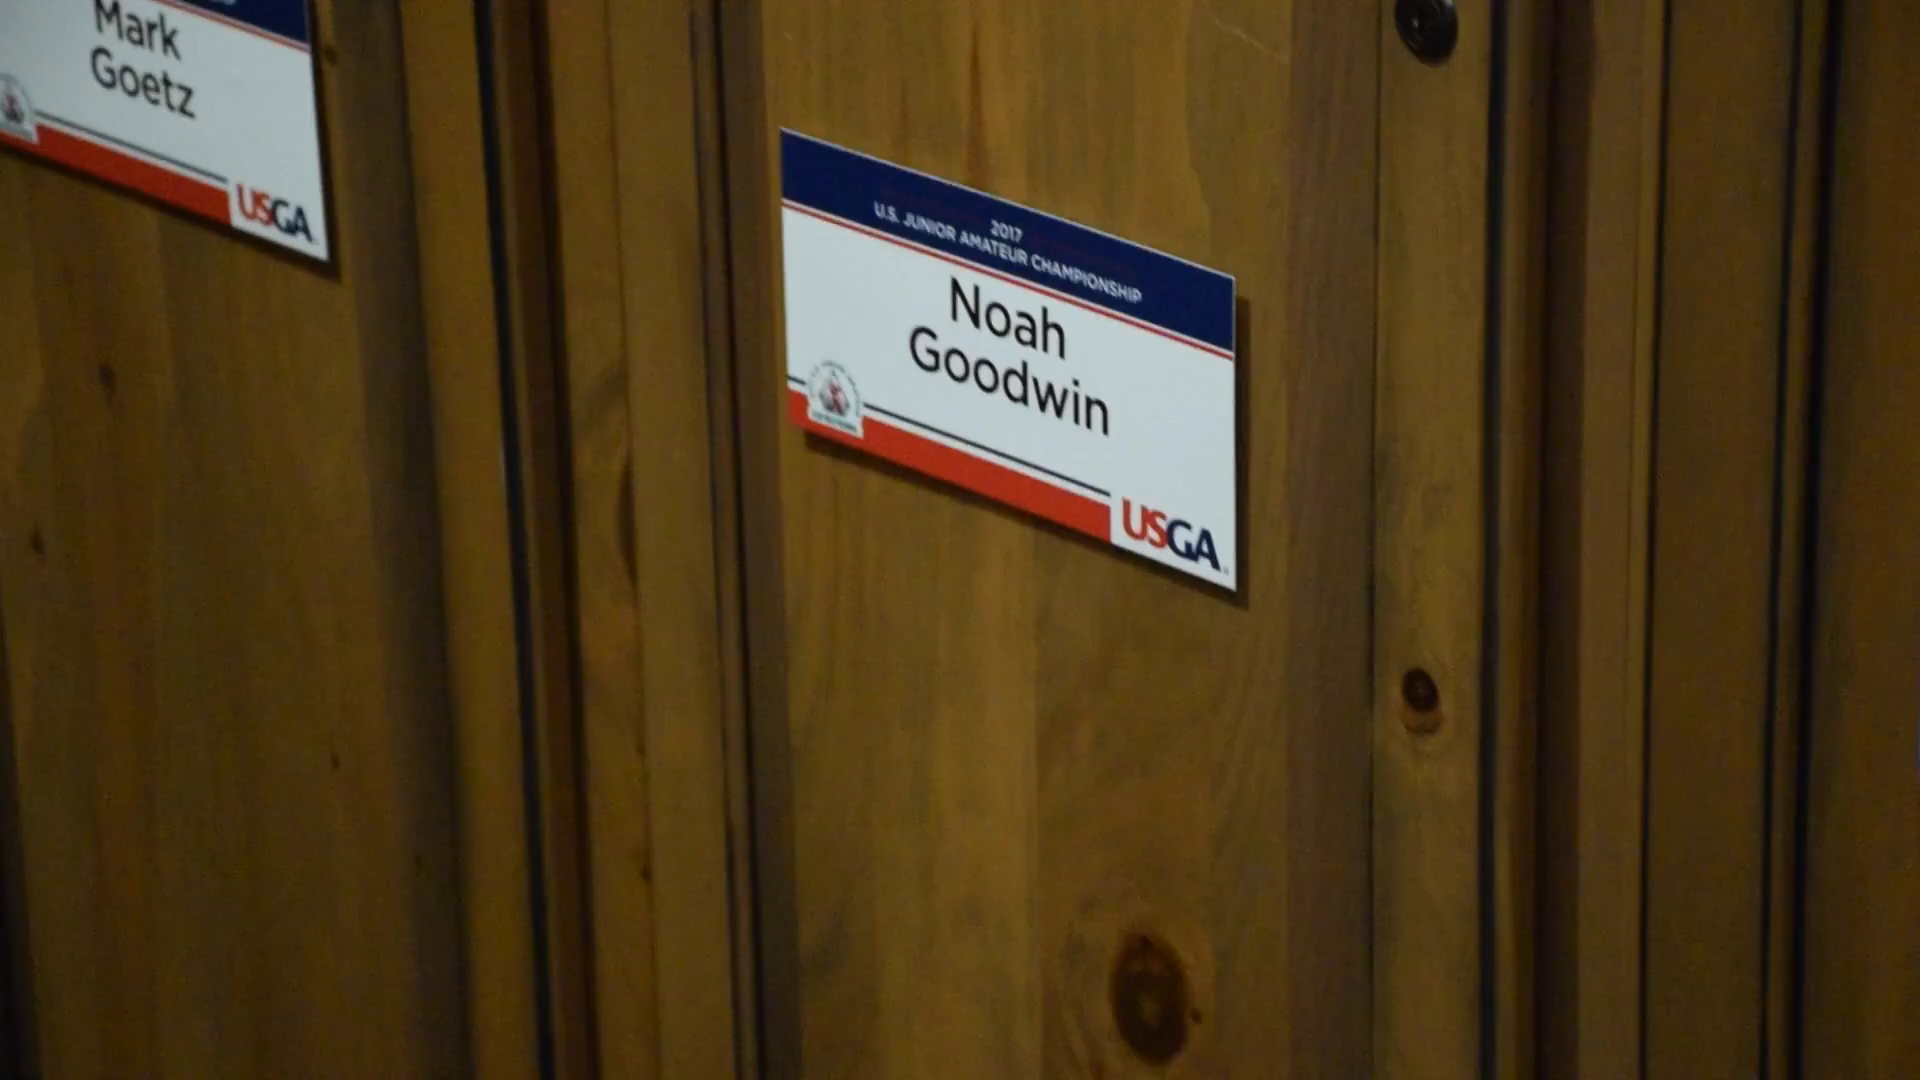 Mark
Goetz
USGA
2017
U.S. JUNIOR AMATEUR CHAMPIONSHIP
Noah
Goodwin
USGA